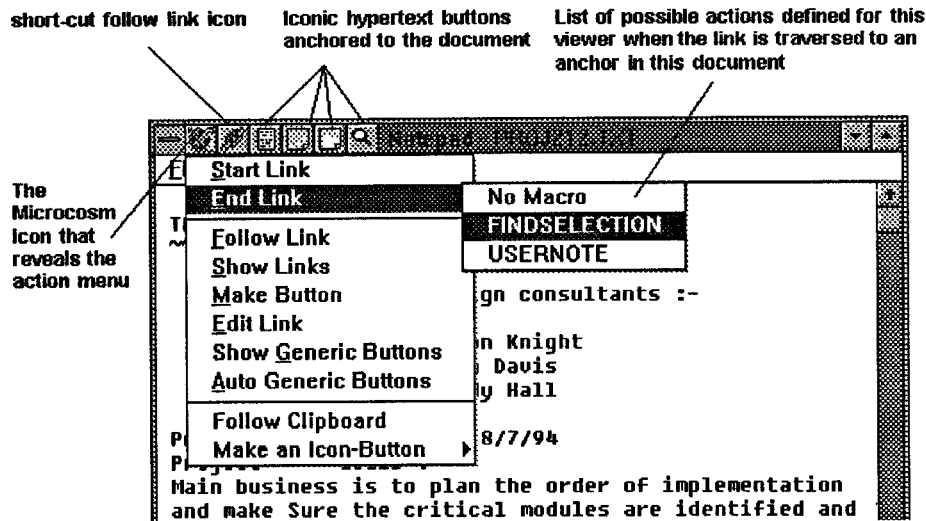 short-cut follow link icon
Iconic hypertext buttons
anchored to the document
List of possible actions defined for this
viewer when the link is traversed to an
anchor in this document
The
Microcosm
Icon that
reveals the
action menu
Start Link
End Link
Follow Link
Show Links
Make Button
Edit Link
Show Generic Buttons
Auto Generic Buttons
Follow Clipboard
Make an Icon-Button
No Macro
FINDSELECTION
USERNOTE
gn consultants :-
n Knight
Davis
y Hall
8/7/94
Main business is to plan the order of implementation
and make Sure the critical modules are identified and